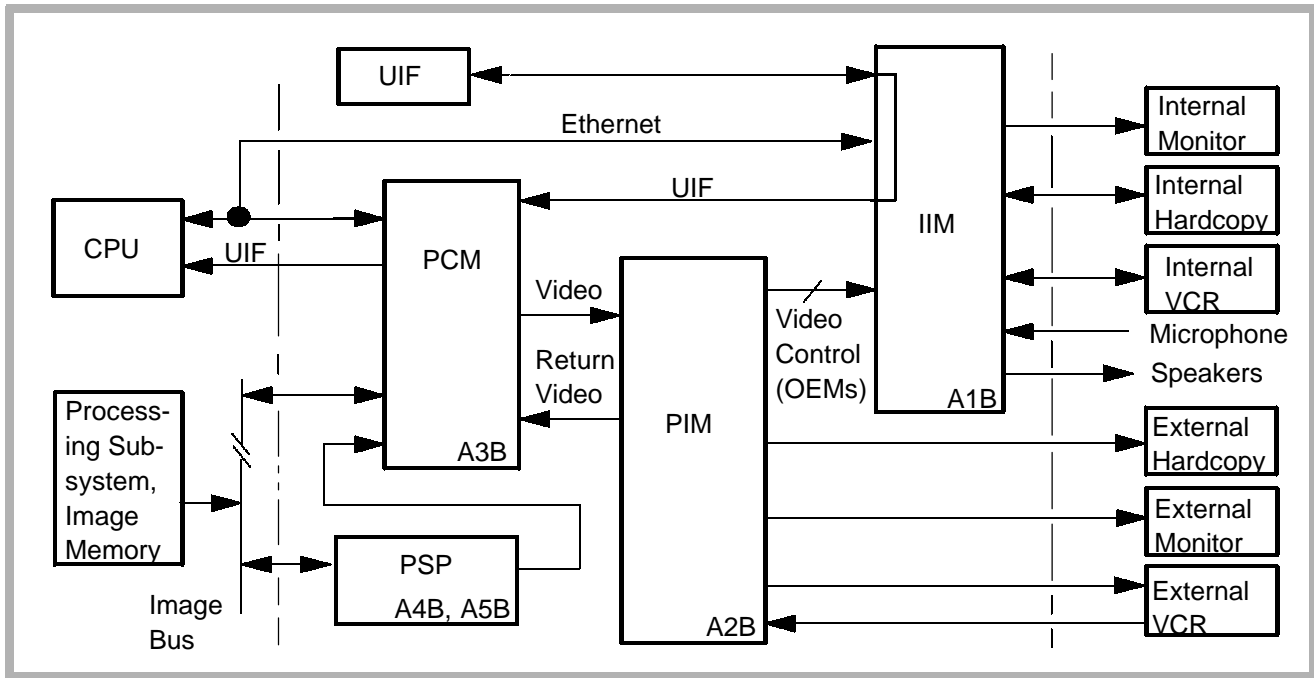 UIF
Ethernet
UIF
CPU
UIF
PCM
A3B
Video
Return
Video
Process-
ing Sub-
system,
Image
Memory
Image
Bus
PSP
A4B, A5B
PIM
A2B
Video
Control
(OEMs)
IIM
A1B
Internal
Monitor
Internal
Hardcopy
Internal
VCR
Microphone
Speakers
External
Hardcopy
External
Monitor
External
VCR